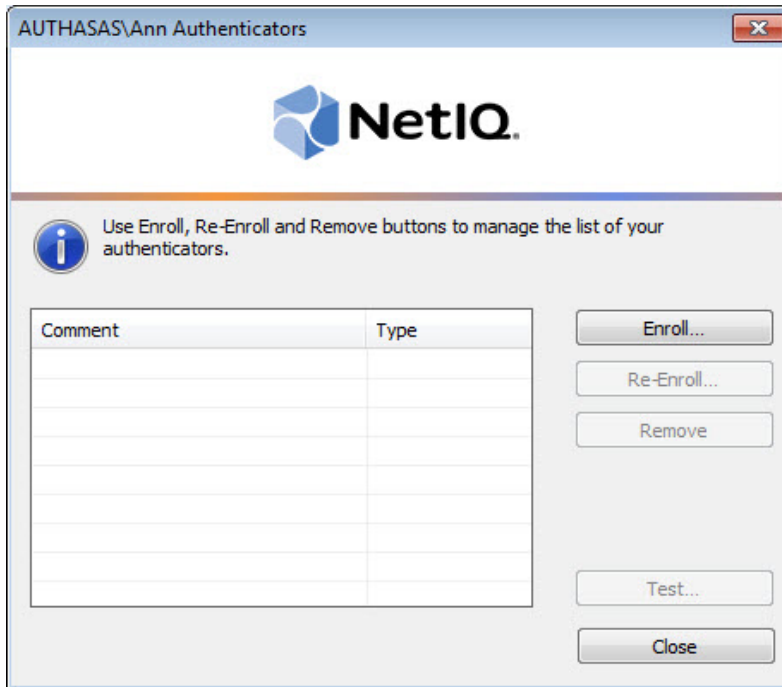 AUTHASAS\Ann Authenticators
NetIQ.
Use Enroll, Re-Enroll and Remove buttons to manage the list of your
authenticators.
Comment Type
Enroll...
Re-Enroll...
Remove
Test...
Close